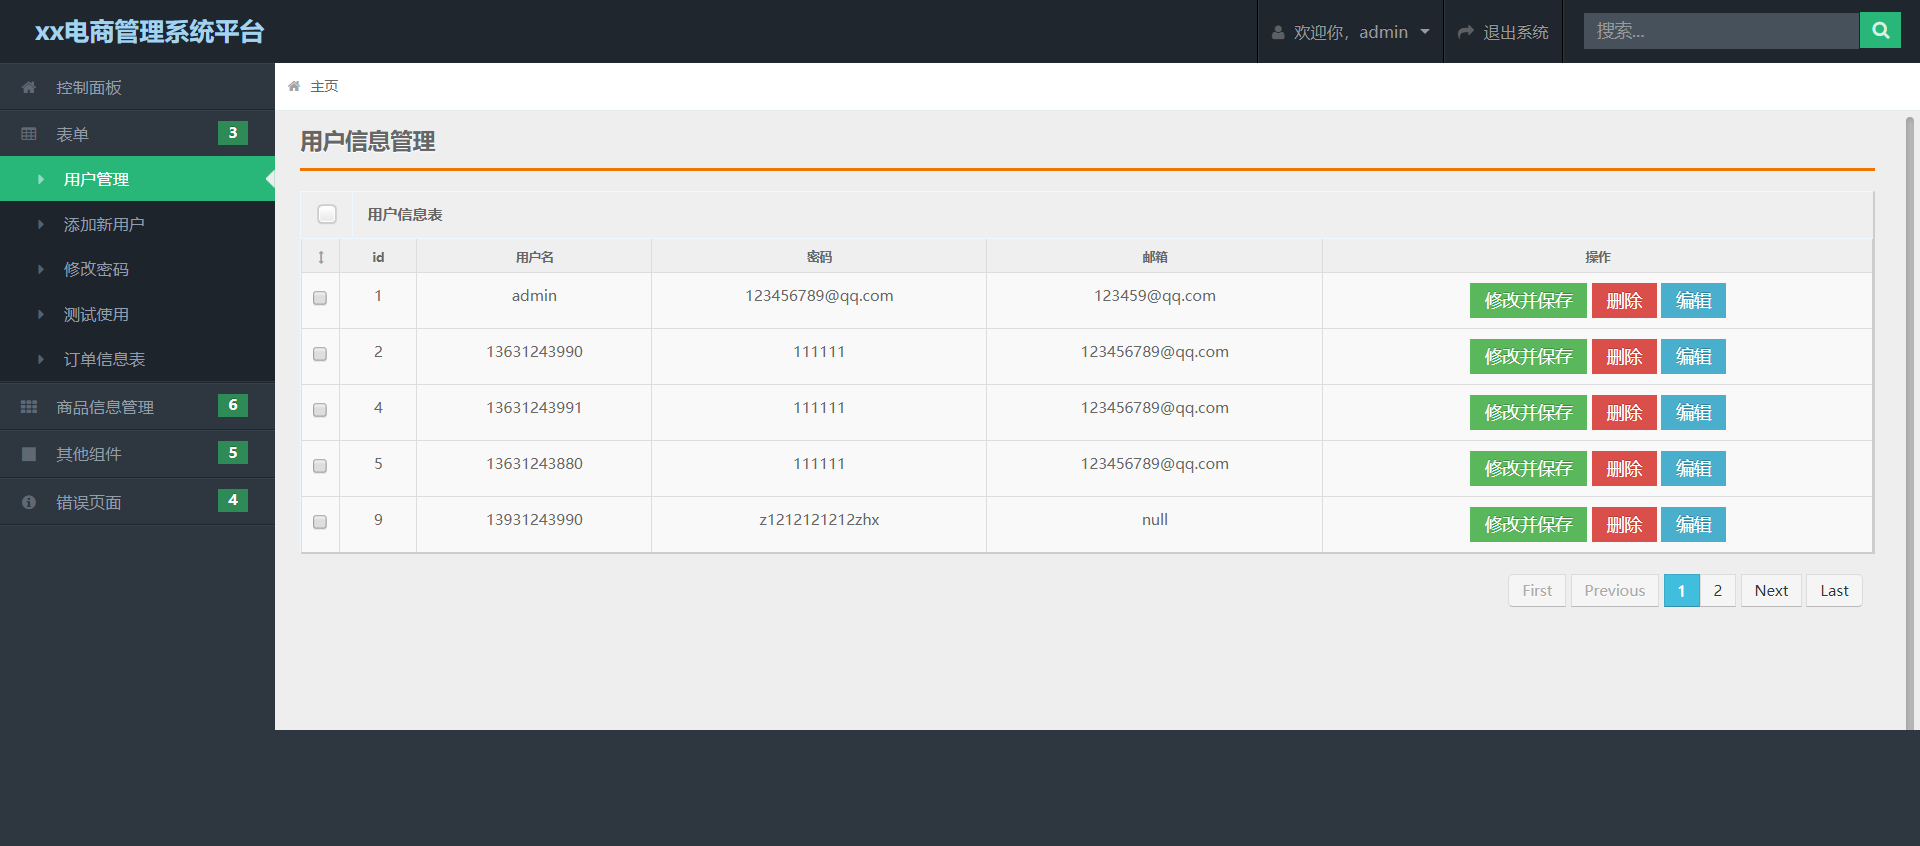 xx电商管理系统平台
欢迎你，admin
退出系统
搜索...
控制面板
表单 3
用户管理
添加新用户
修改密码
测试使用
订单信息表
商品信息管理 6
其他组件 5
错误页面 4
主页
用户信息管理
用户信息表
id 用户名 密码 邮箱 操作
1 admin 123456789@qq.com 123459@qq.com 修改并保存 删除 编辑
2 13631243990 111111 123456789@qq.com 修改并保存 删除 编辑
4 13631243991 111111 123456789@qq.com 修改并保存 删除 编辑
5 13631243880 111111 123456789@qq.com 修改并保存 删除 编辑
9 13931243990 z1212121212zhx null 修改并保存 删除 编辑
First Previous 1 2 Next Last